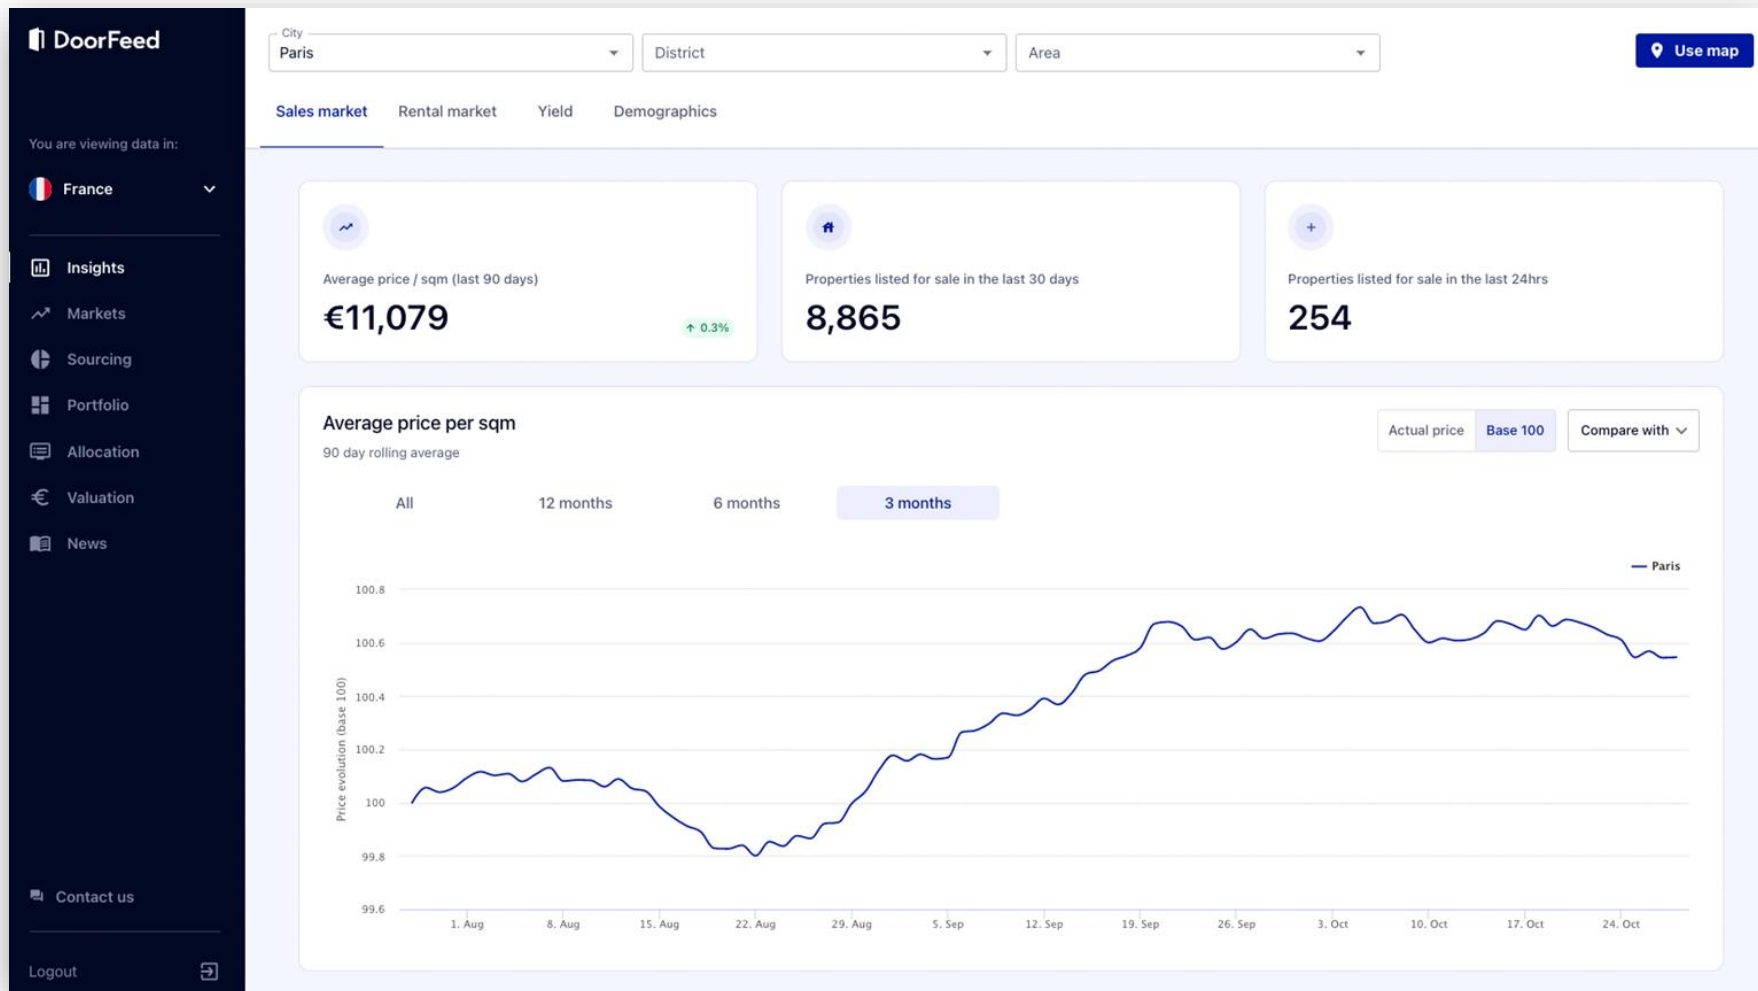 DoorFeed
You are viewing data in:
France
Insights
Markets
Sourcing
Portfolio
Allocation
Valuation
News
Contact us
Logout
City
Paris
District
Area
Use map
Sales market
Rental market
Yield
Demographics
Average price / sqm (last 90 days)
€11,079
↑ 0.3%
Properties listed for sale in the last 30 days
8,865
Properties listed for sale in the last 24hrs
254
Average price per sqm
90 day rolling average
Actual price
Base 100
Compare with
All
12 months
6 months
3 months
Paris
Price evolution (base 100)
100.8
100.6
100.4
100.2
100
99.8
99.6
1. Aug
8. Aug
15. Aug
22. Aug
29. Aug
5. Sep
12. Sep
19. Sep
26. Sep
3. Oct
10. Oct
17. Oct
24. Oct